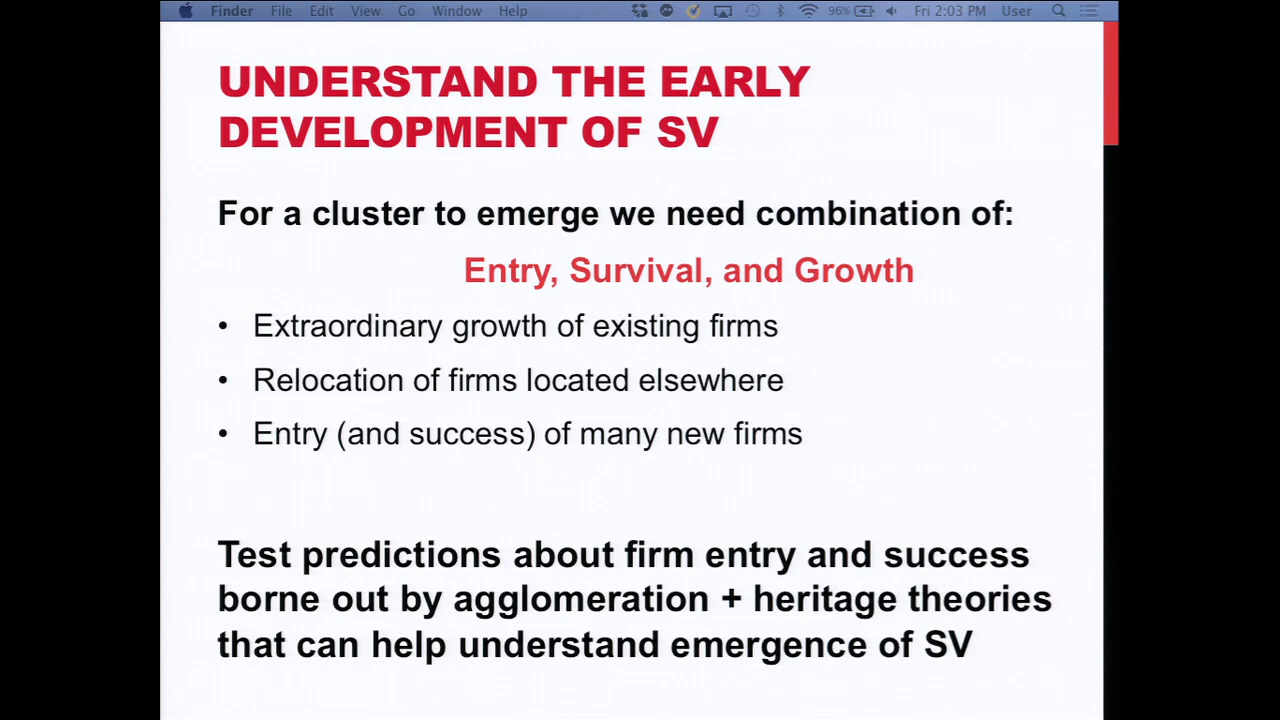 Finder File Edit View Go Window Help 96% Fri 2:03 PM User
UNDERSTAND THE EARLY
DEVELOPMENT OF SV
For a cluster to emerge we need combination of:
Entry, Survival, and Growth
• Extraordinary growth of existing firms
• Relocation of firms located elsewhere
• Entry (and success) of many new firms
Test predictions about firm entry and success
borne out by agglomeration + heritage theories
that can help understand emergence of SV